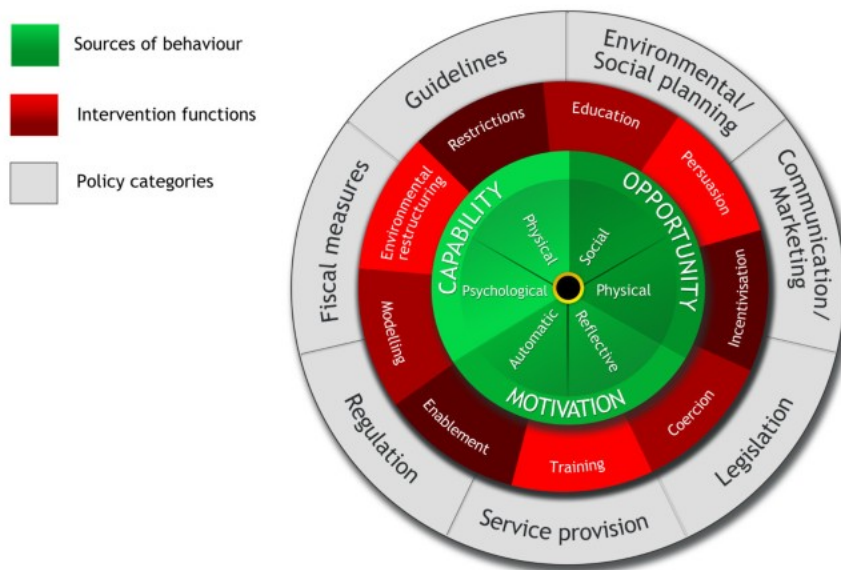 Sources of behaviour
Intervention functions
Policy categories
Guidelines
Environmental/
Social planning
Communication/
Marketing
Legislation
Service provision
Regulation
Fiscal measures
Restrictions
Education
Persuasion
Incentivisation
Coercion
Training
Enablement
Modelling
Environmental
restructuring
CAPABILITY
OPPORTUNITY
MOTIVATION
Physical
Social
Physical
Reflective
Automatic
Psychological